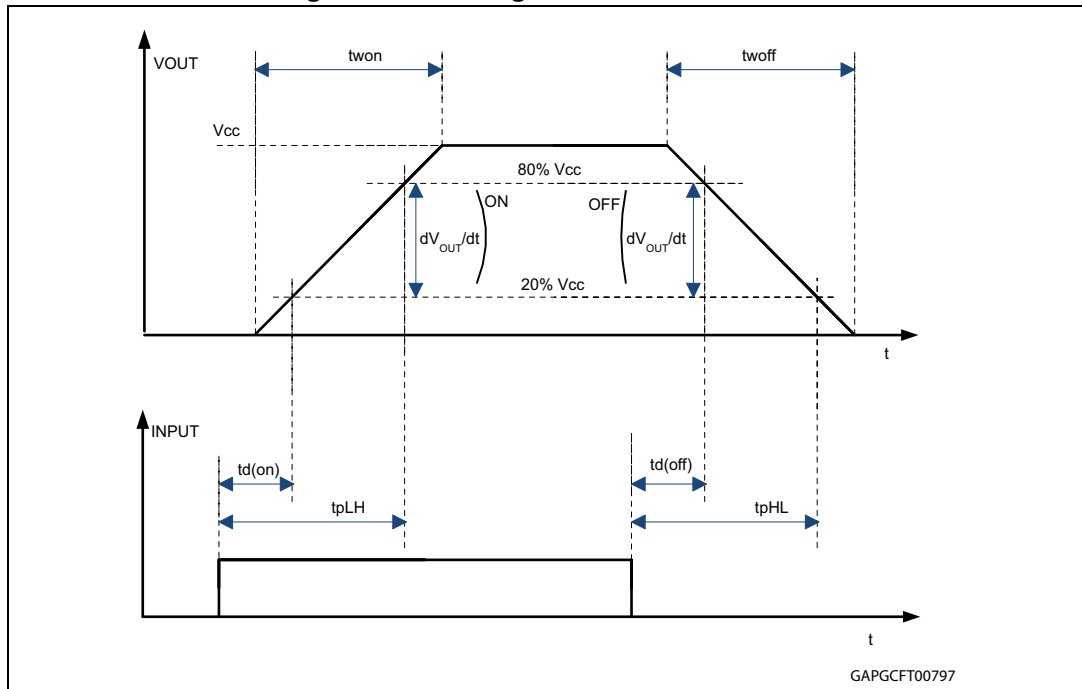 VOUT
twon
twoff
Vcc
80% Vcc
ON
OFF
dVOUT/dt
dVOUT/dt
20% Vcc
t
INPUT
td(on)
td(off)
tpLH
tpHL
t
GAPGCFT00797